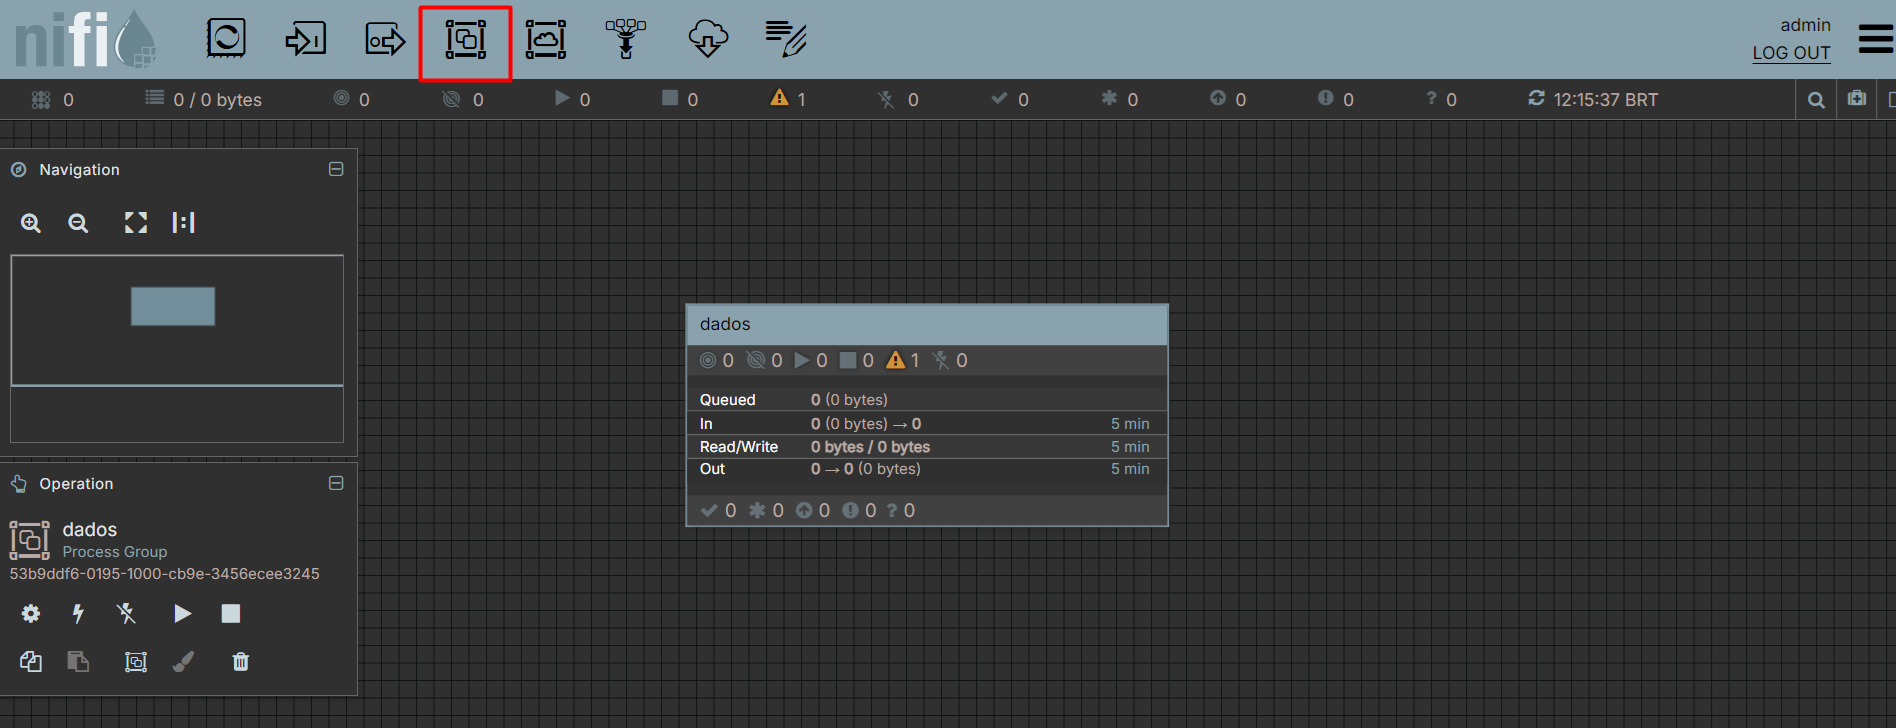 nifi
admin
LOG OUT
0 0 / 0 bytes 0 0 0 0 1 0 0 0 0 0 ? 0 12:15:37 BRT
Navigation
dados
0 0 0 0 1 0
Queued 0 (0 bytes)
In 0 (0 bytes) → 0 5 min
Read/Write 0 bytes / 0 bytes 5 min
Out 0 → 0 (0 bytes) 5 min
0 0 0 0 ? 0
Operation
dados
Process Group
53b9ddf6-0195-1000-cb9e-3456ecee3245